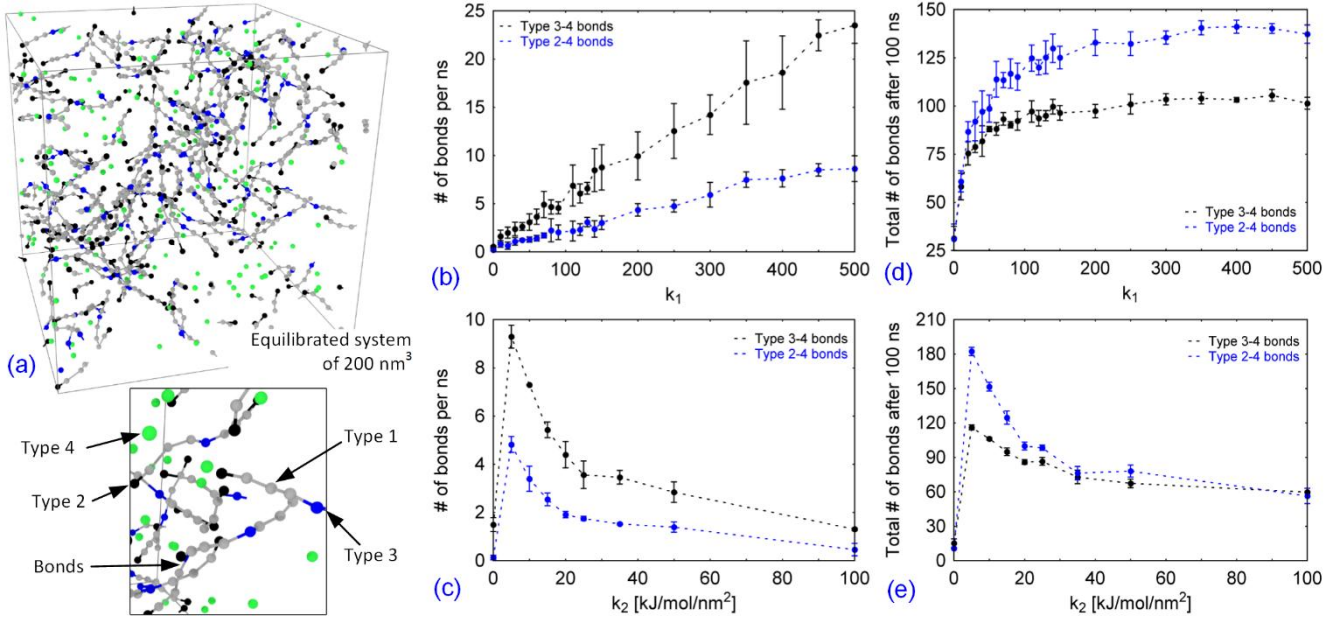 (a)
Equilibrated system
of 200 nm³
Type 4
Type 1
Type 2
Type 3
Bonds
(b)
# of bonds per ns
25
20
15
10
5
0
Type 3-4 bonds
Type 2-4 bonds
0 100 200 300 400 500
k₁
(c)
# of bonds per ns
10
8
6
4
2
0
Type 3-4 bonds
Type 2-4 bonds
0 20 40 60 80 100
k₂ [kJ/mol/nm²]
(d)
Total # of bonds after 100 ns
150
125
100
75
50
25
Type 3-4 bonds
Type 2-4 bonds
0 100 200 300 400 500
k₁
(e)
Total # of bonds after 100 ns
210
180
150
120
90
60
30
0
Type 3-4 bonds
Type 2-4 bonds
0 20 40 60 80 100
k₂ [kJ/mol/nm²]